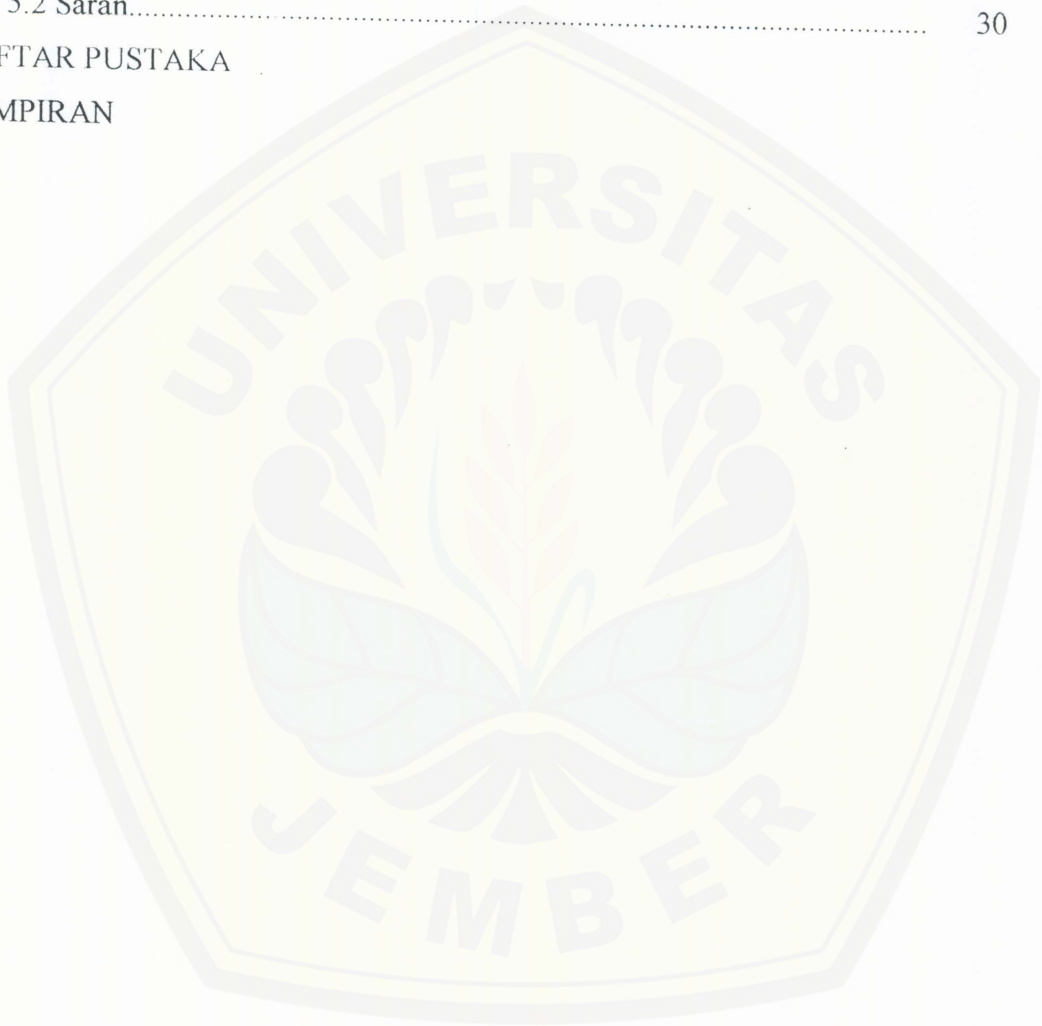 5.2 Saran.......................................................................................................... 30
FTAR PUSTAKA
MPIRAN
UNIVERSITAS
JEMBER